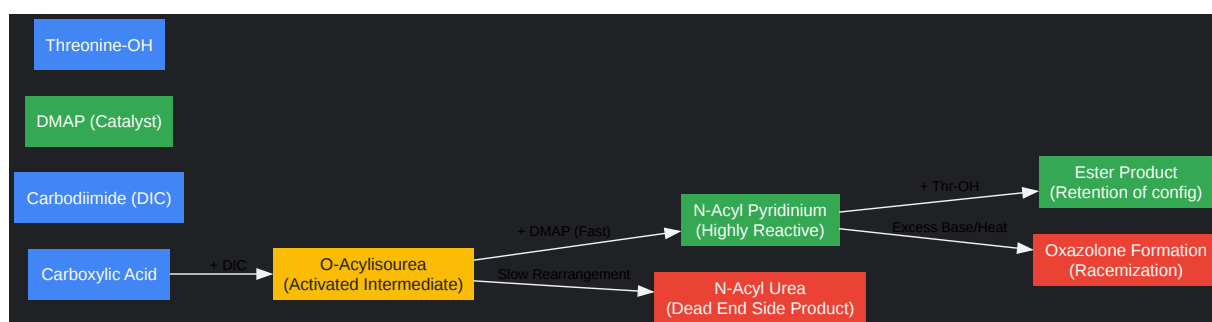 Threonine-OH
DMAP (Catalyst)
Carbodiimide (DIC)
Carboxylic Acid
+ DIC
O-Acylisourea
(Activated Intermediate)
+ DMAP (Fast)
Slow Rearrangement
N-Acyl Pyridinium
(Highly Reactive)
N-Acyl Urea
(Dead End Side Product)
+ Thr-OH
Excess Base/Heat
Ester Product
(Retention of config)
Oxazolone Formation
(Racemization)